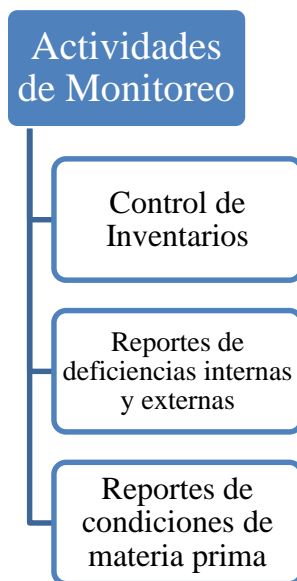 Actividades
de Monitoreo
Control de
Inventarios
Reportes de
deficiencias internas
y externas
Reportes de
condiciones de
materia prima